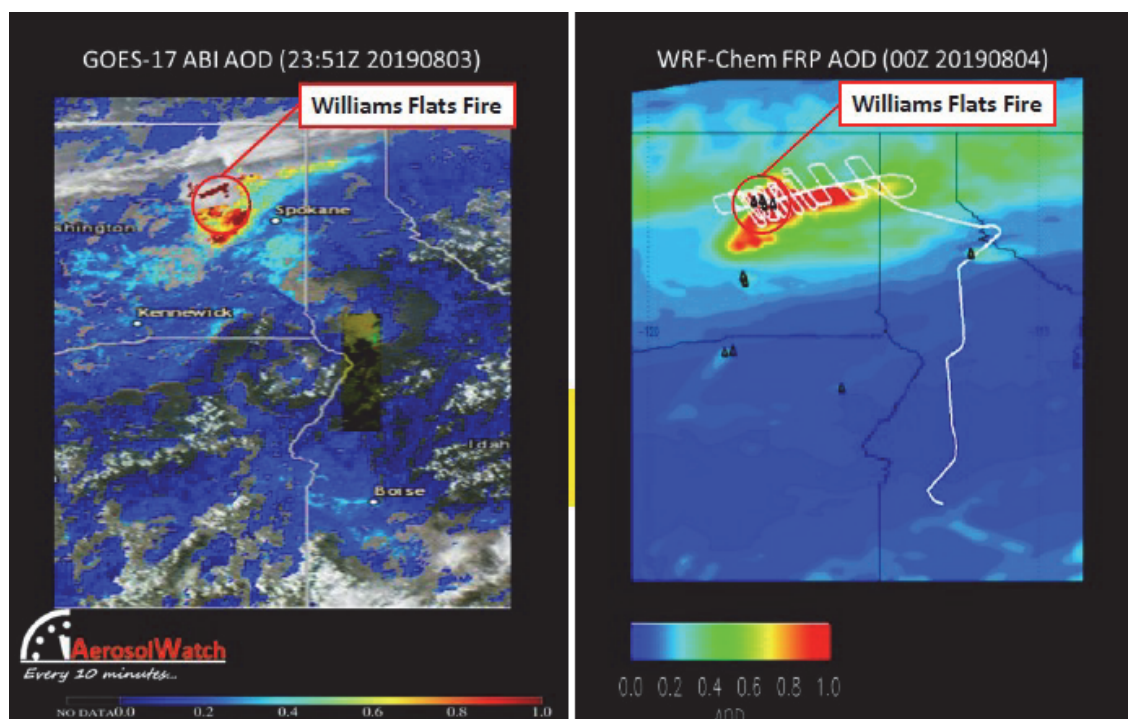 GOES-17 ABI AOD (23:51Z 20190803)
Williams Flats Fire
Spokane
shington
Kennewick
Idah
Boise
AerosolWatch
Every 10 minutes...
NO DATA 0.0 0.2 0.4 0.6 0.8 1.0
WRF-Chem FRP AOD (00Z 20190804)
Williams Flats Fire
-120
0.0 0.2 0.4 0.6 0.8 1.0
AOD